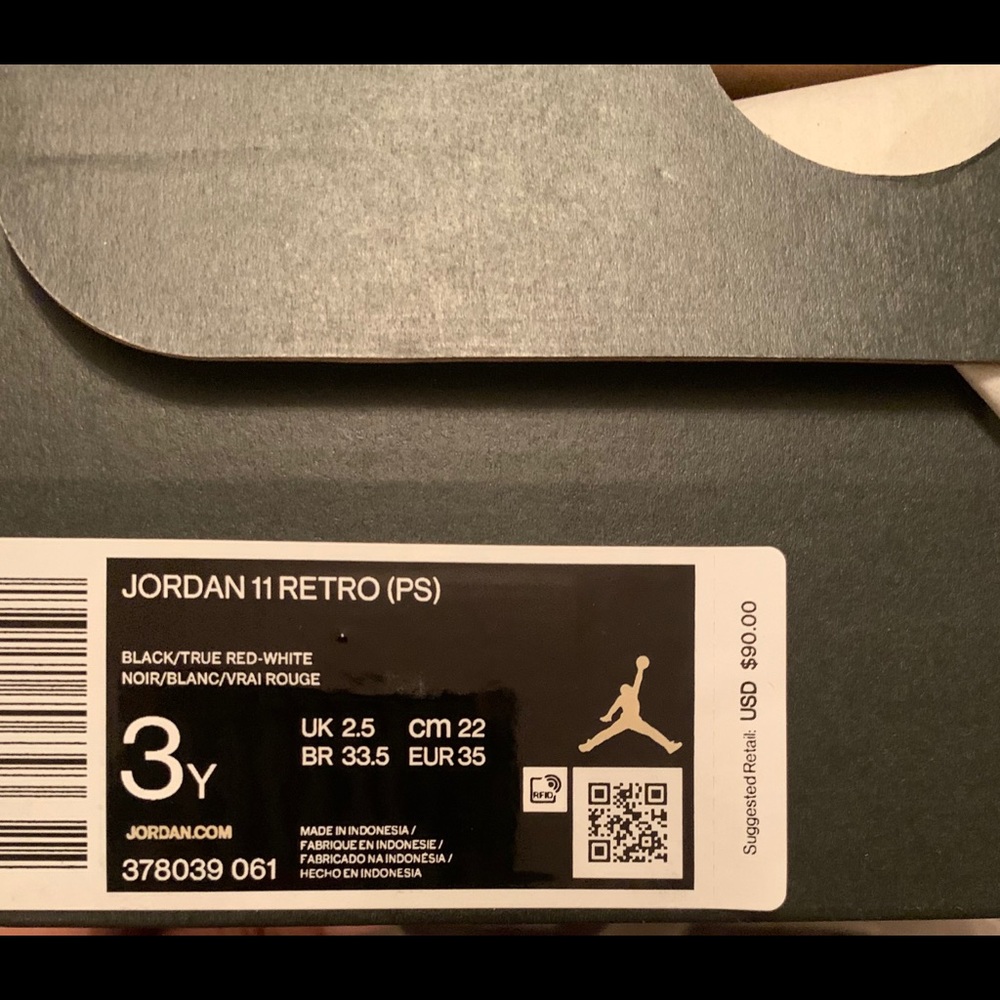 JORDAN 11 RETRO (PS)
BLACK/TRUE RED-WHITE
NOIR/BLANC/VRAI ROUGE
3Y
UK 2.5 cm 22
BR 33.5 EUR 35
JORDAN.COM
378039 061
MADE IN INDONESIA /
FABRIQUE EN INDONESIE /
FABRICADO NA INDONÉSIA /
HECHO EN INDONESIA
RFID
Suggested Retail: USD $90.00